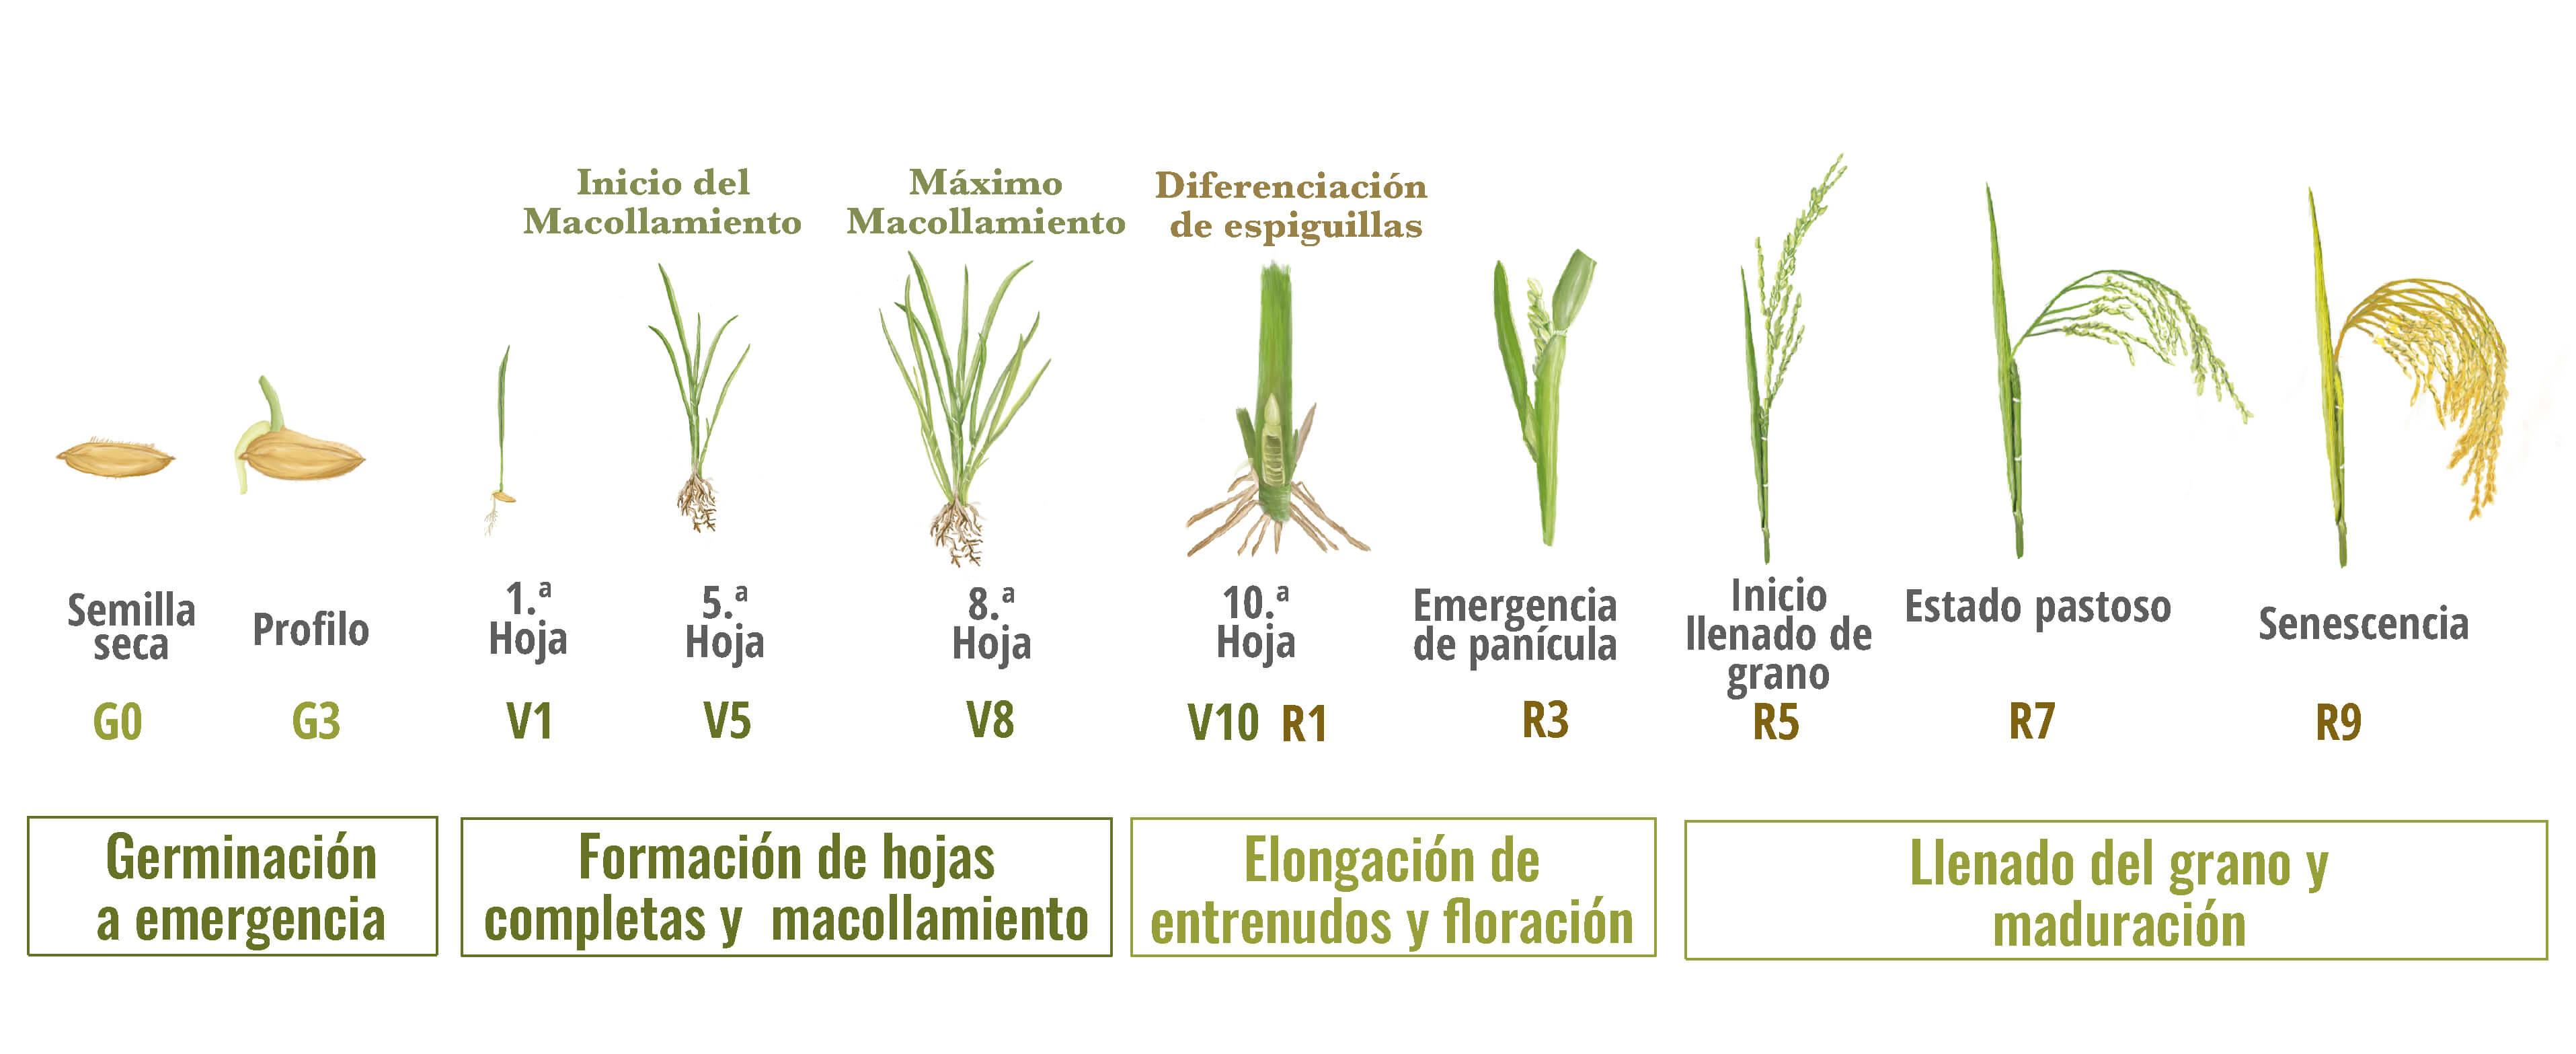 Inicio del
Macollamiento
Máximo
Macollamiento
Diferenciación
de espiguillas
Semilla
seca
Profilo
1.ª
Hoja
5.ª
Hoja
8.ª
Hoja
10.ª
Hoja
Emergencia
de panícula
Inicio
llenado de
grano
Estado pastoso
Senescencia
G0
G3
V1
V5
V8
V10 R1
R3
R5
R7
R9
Germinación
a emergencia
Formación de hojas
completas y macollamiento
Elongación de
entrenudos y floración
Llenado del grano y
maduración